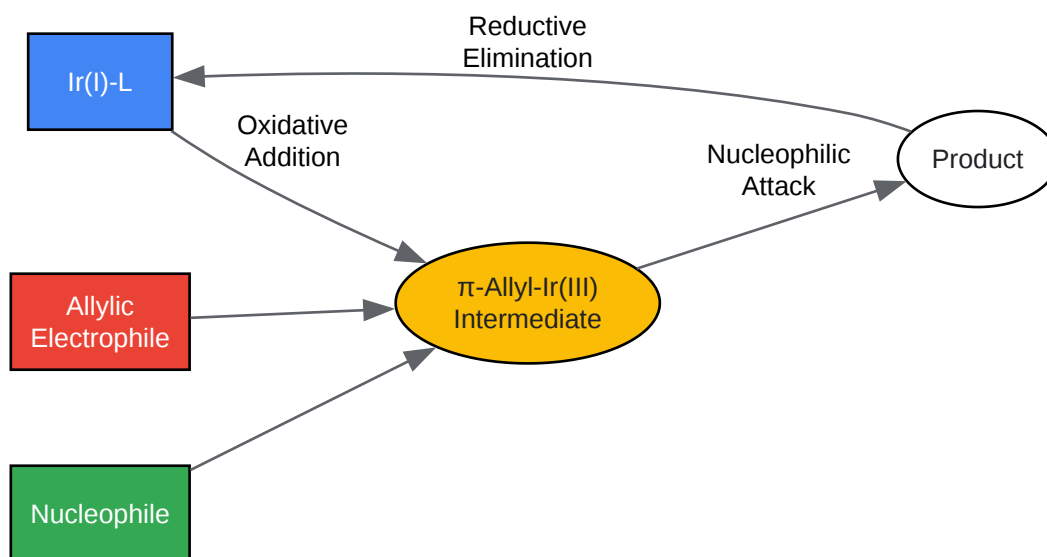 Reductive
Elimination
Ir(I)-L
Oxidative
Addition
Nucleophilic
Attack
Product
π-Allyl-Ir(III)
Intermediate
Allylic
Electrophile
Nucleophile